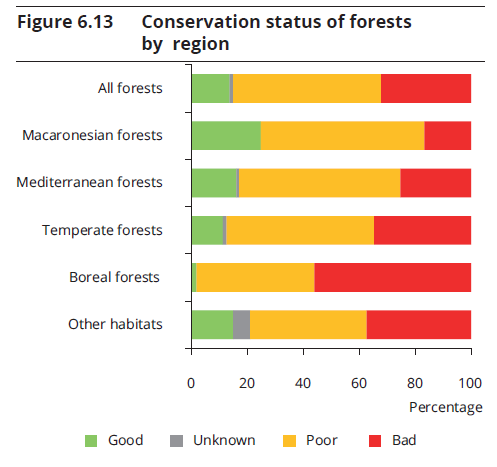 Figure 6.13 Conservation status of forests
by region
All forests
Macaronesian forests
Mediterranean forests
Temperate forests
Boreal forests
Other habitats
0 20 40 60 80 100
Percentage
Good Unknown Poor Bad